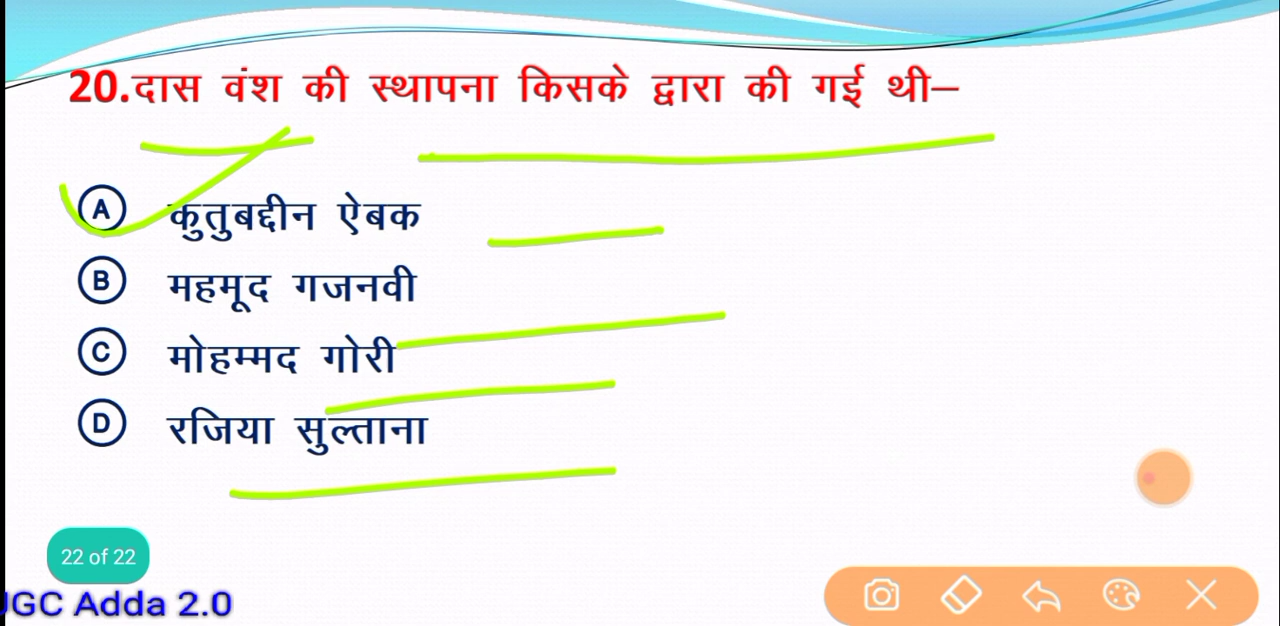 20.दास वंश की स्थापना किसके द्वारा की गई थी–
A कुतुबद्दीन ऐबक
B महमूद गजनवी
C मोहम्मद गोरी
D रजिया सुल्ताना
22 of 22
JGC Adda 2.0